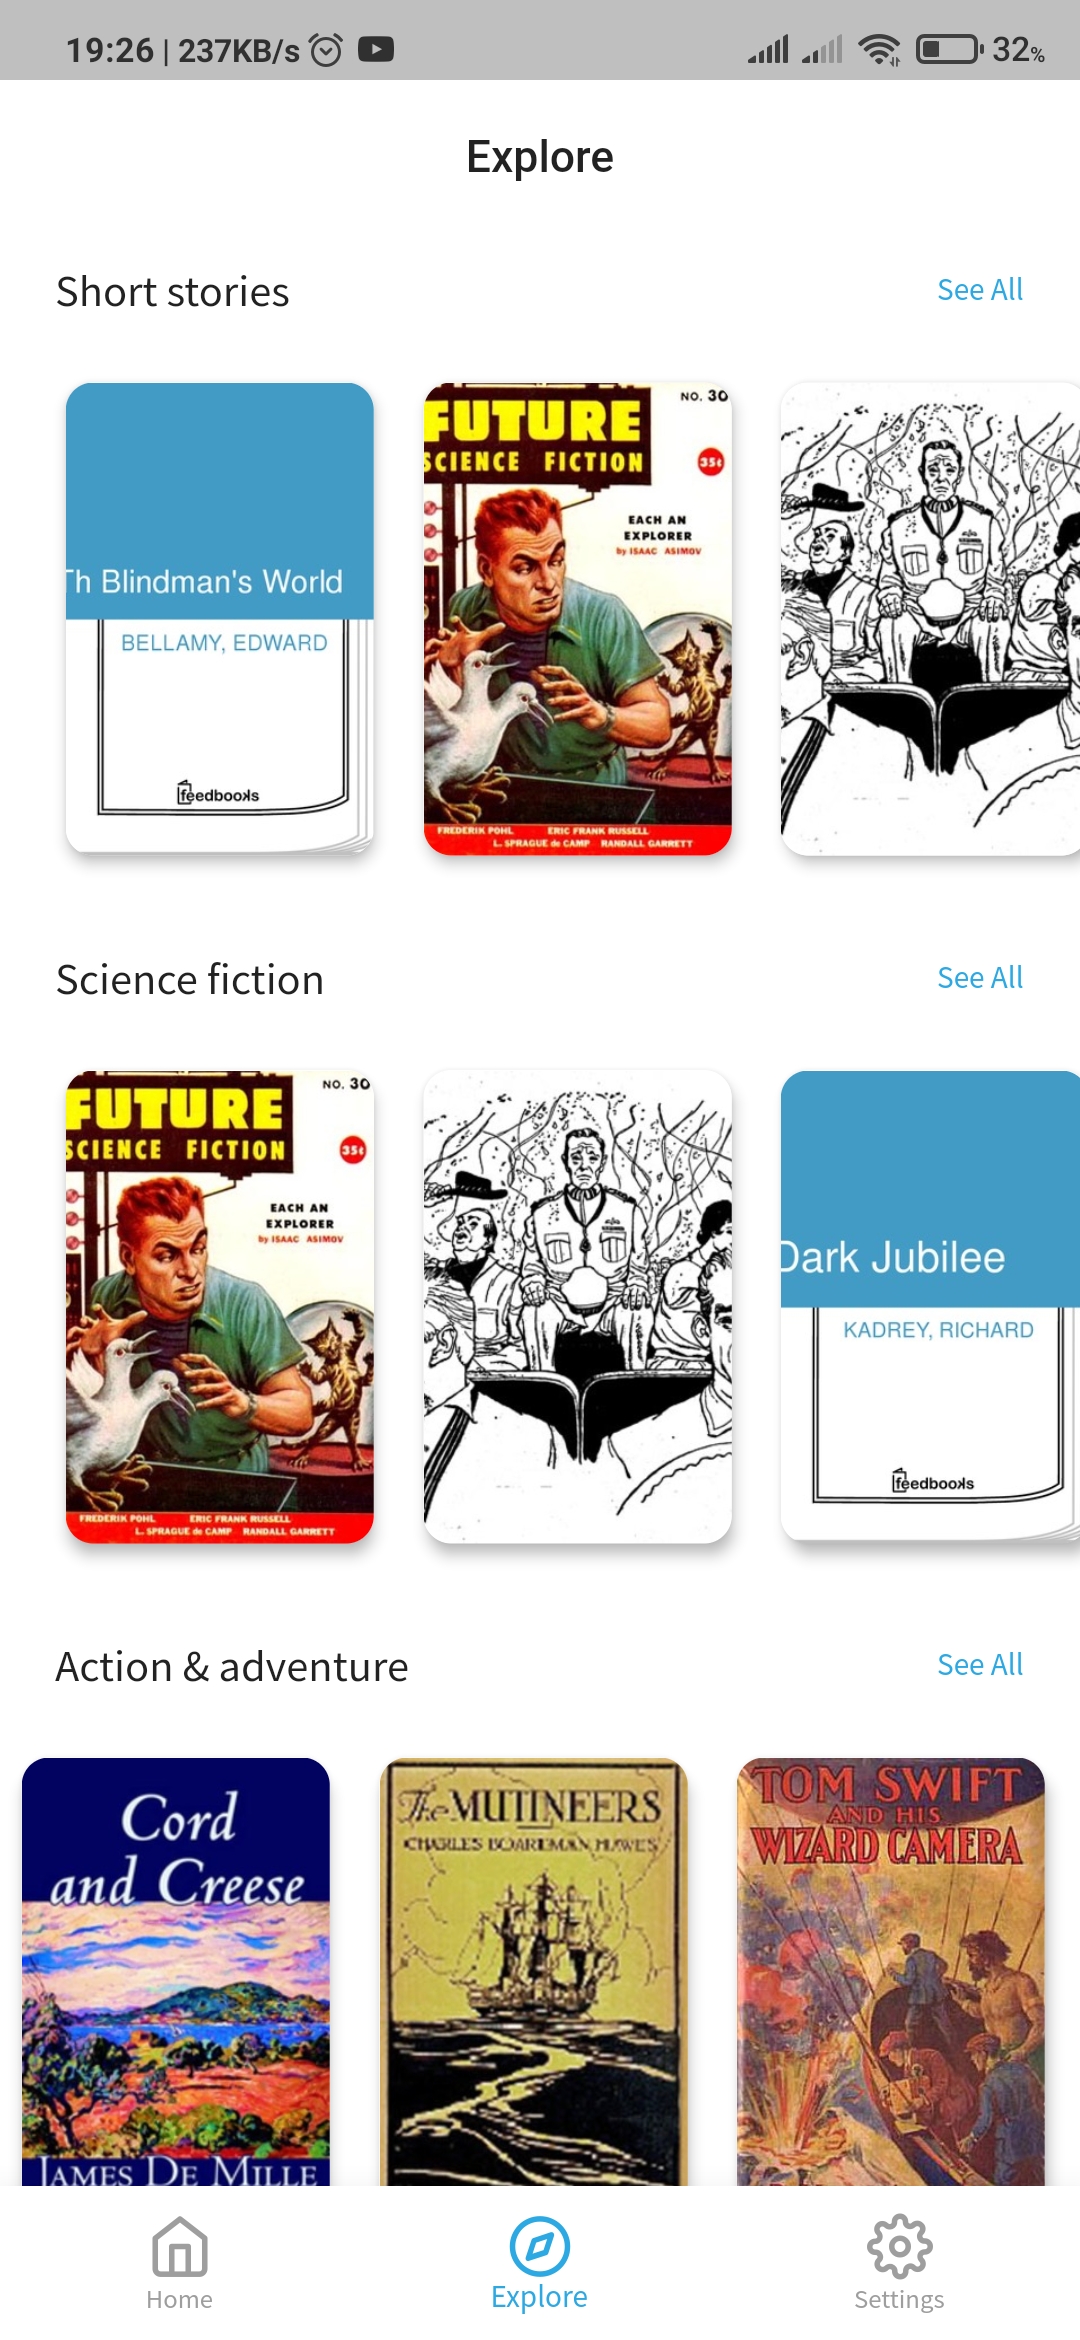 19:26 | 237KB/s
32%
Explore
Short stories
See All
Th Blindman's World
BELLAMY, EDWARD
feedbooks
NO. 30
FUTURE
SCIENCE FICTION
35¢
EACH AN
EXPLORER
by ISAAC ASIMOV
FREDERIK POHL ERIC FRANK RUSSELL
L. SPRAGUE de CAMP RANDALL GARRETT
Science fiction
See All
NO. 30
FUTURE
SCIENCE FICTION
35¢
EACH AN
EXPLORER
by ISAAC ASIMOV
FREDERIK POHL ERIC FRANK RUSSELL
L. SPRAGUE de CAMP RANDALL GARRETT
Dark Jubilee
KADREY, RICHARD
feedbooks
Action & adventure
See All
Cord
and Creese
JAMES DE MILLE
The MUTINEERS
CHARLES BOARDMAN HAWES
TOM SWIFT
AND HIS
WIZARD CAMERA
Home
Explore
Settings